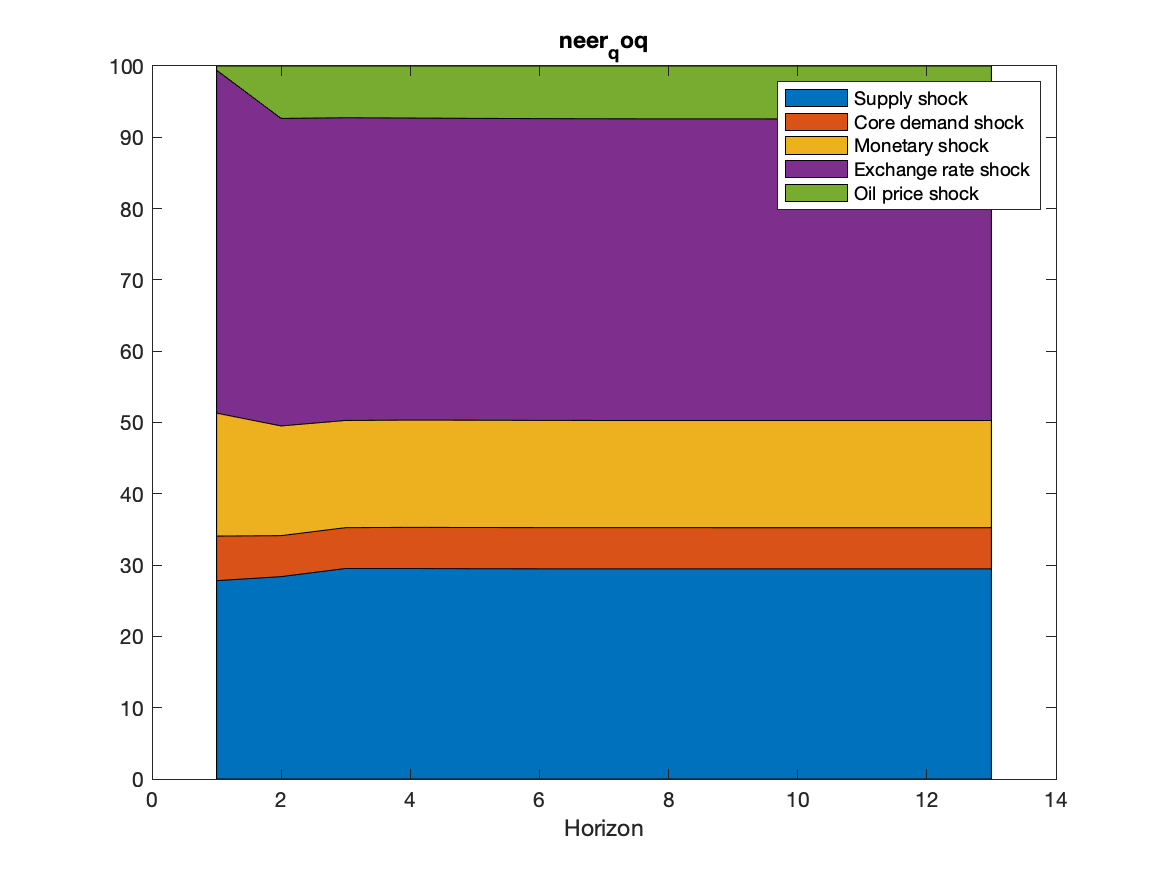 neer_qoq
100
90
80
70
60
50
40
30
20
10
0
Supply shock
Core demand shock
Monetary shock
Exchange rate shock
Oil price shock
0 2 4 6 8 10 12 14
Horizon